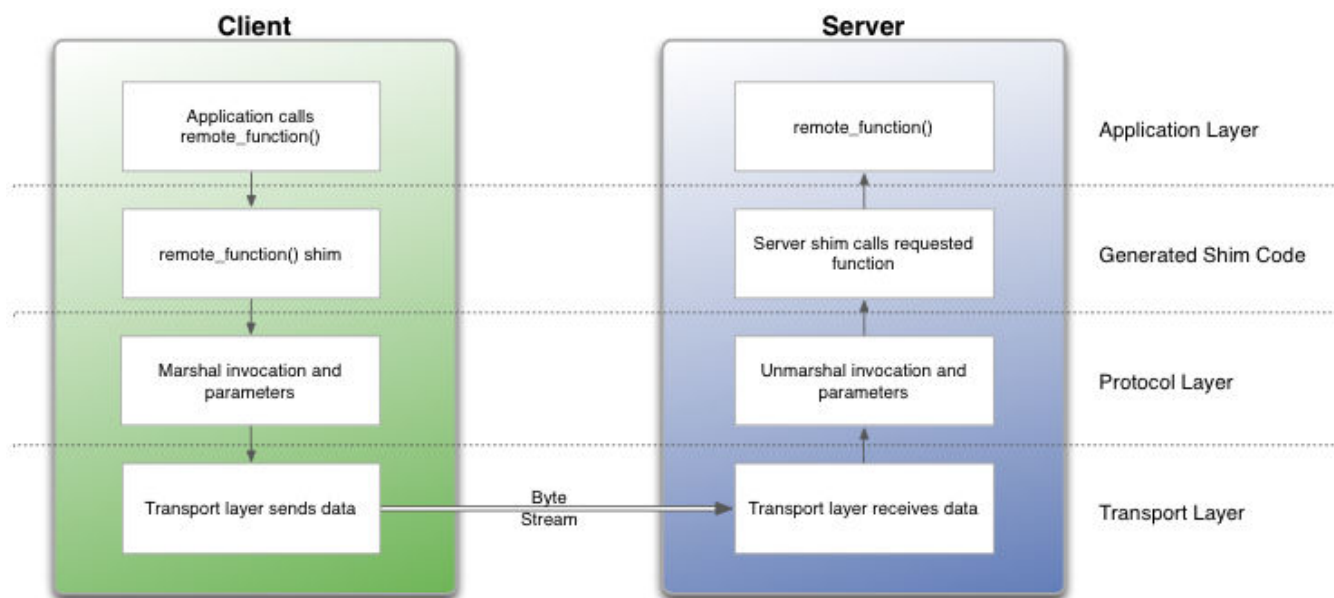 Client
Server
Application calls
remote_function()
remote_function()
Application Layer
remote_function() shim
Server shim calls requested
function
Generated Shim Code
Marshal invocation and
parameters
Unmarshal invocation and
parameters
Protocol Layer
Transport layer sends data
Byte
Stream
Transport layer receives data
Transport Layer